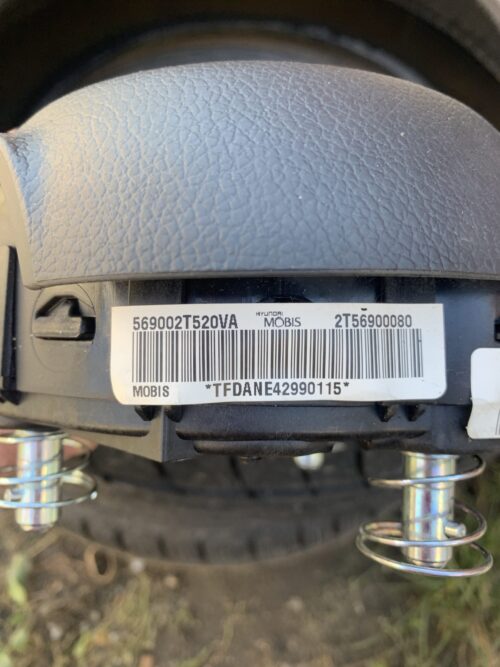 569002T520VA HYUNDAI MOBIS 2T56900080
MOBIS *TFDANE42990115*